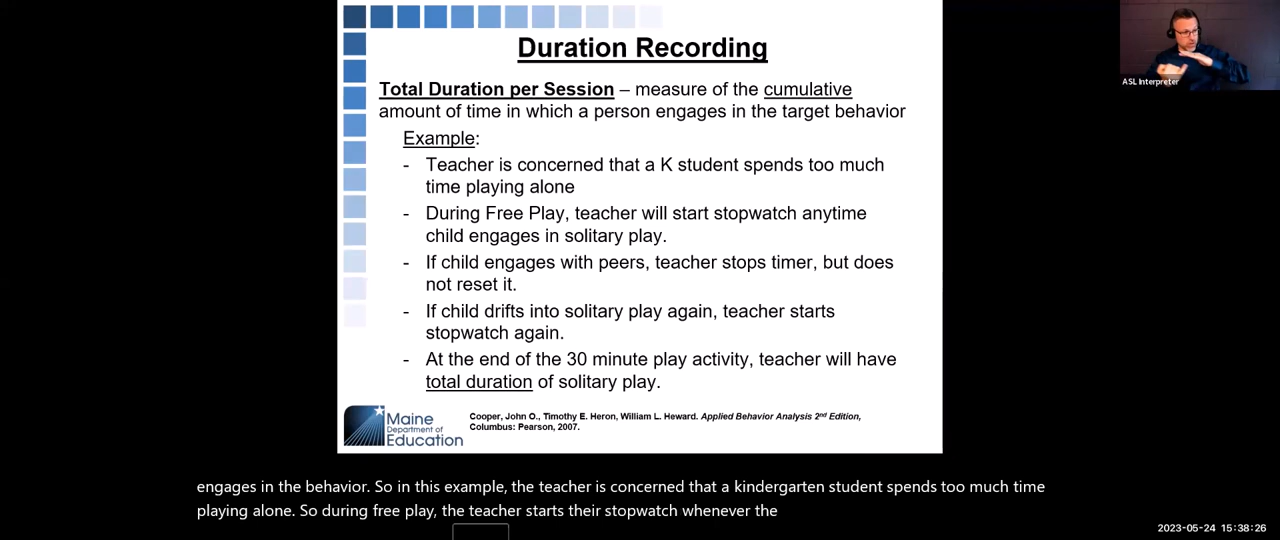 Duration Recording
Total Duration per Session – measure of the cumulative
amount of time in which a person engages in the target behavior
Example:
- Teacher is concerned that a K student spends too much
time playing alone
- During Free Play, teacher will start stopwatch anytime
child engages in solitary play.
- If child engages with peers, teacher stops timer, but does
not reset it.
- If child drifts into solitary play again, teacher starts
stopwatch again.
- At the end of the 30 minute play activity, teacher will have
total duration of solitary play.
Maine
Department of
Education
Cooper, John O., Timothy E. Heron, William L. Heward. Applied Behavior Analysis 2nd Edition,
Columbus: Pearson, 2007.
ASL Interpreter
engages in the behavior. So in this example, the teacher is concerned that a kindergarten student spends too much time
playing alone. So during free play, the teacher starts their stopwatch whenever the
2023-05-24 15:38:26